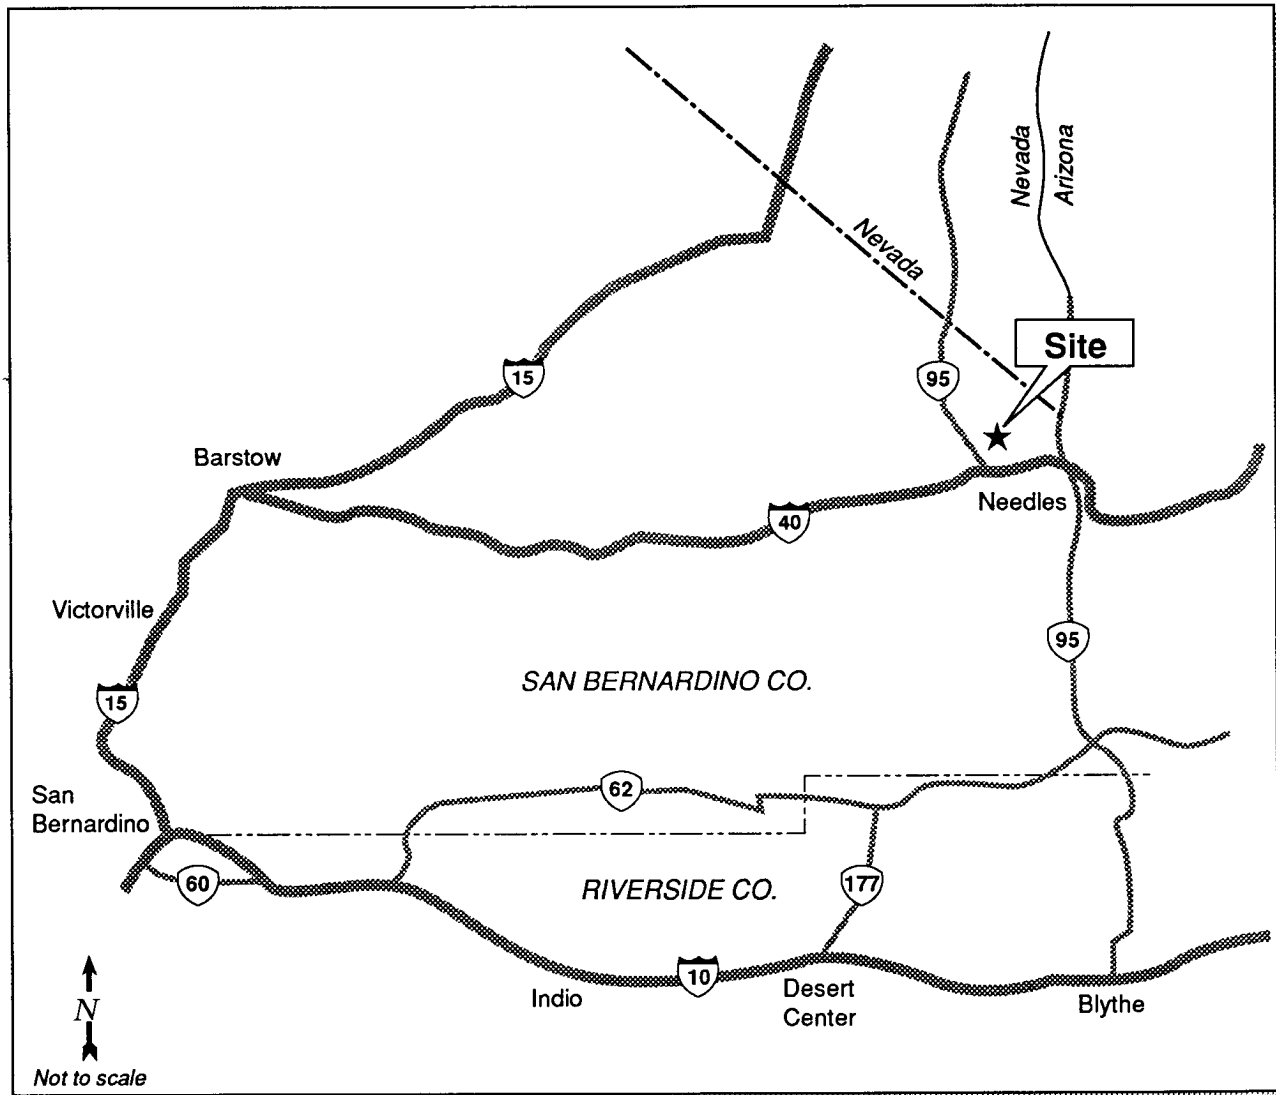 Nevada
Arizona
Nevada
Site
15
95
Barstow
40
Needles
Victorville
95
SAN BERNARDINO CO.
15
62
San
Bernardino
60
RIVERSIDE CO.
177
10
Indio
Desert
Center
Blythe
N
Not to scale